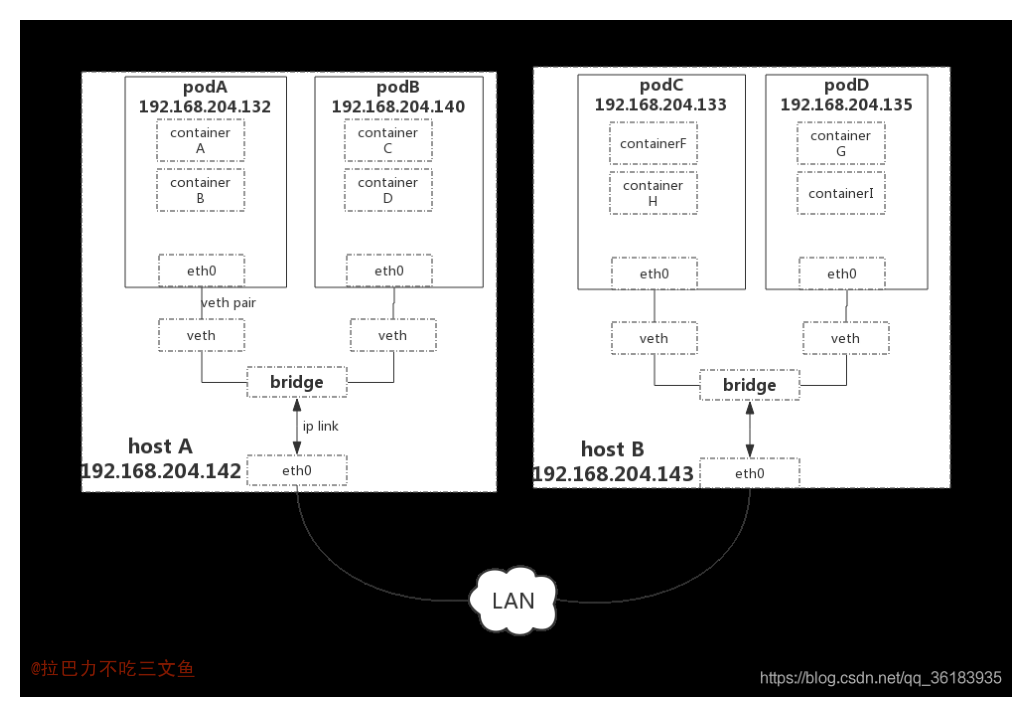 podA
192.168.204.132
container
A
container
B
eth0
veth pair
veth
podB
192.168.204.140
container
C
container
D
eth0
veth
bridge
ip link
host A
192.168.204.142
eth0
podC
192.168.204.133
containerF
container
H
eth0
veth
podD
192.168.204.135
container
G
containerI
eth0
veth
bridge
host B
192.168.204.143
eth0
LAN
@拉巴力不吃三文鱼
https://blog.csdn.net/qq_36183935